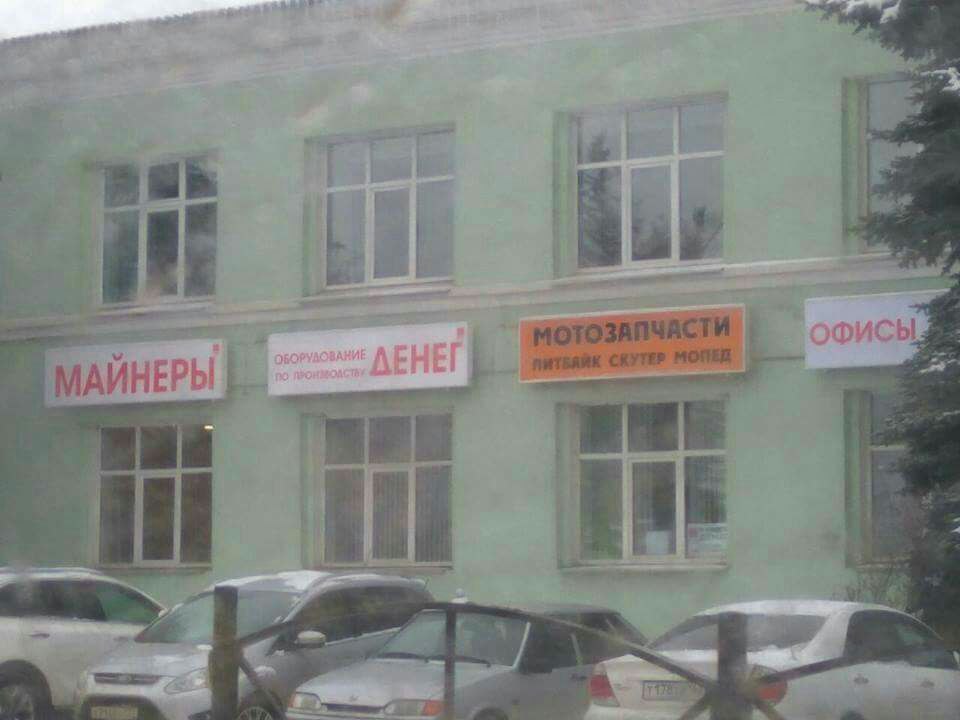 МАЙНЕРЫ
ОБОРУДОВАНИЕ
ПО ПРОИЗВОДСТВУ ДЕНЕГ
МОТОЗАПЧАСТИ
ПИТБАЙК СКУТЕР МОПЕД
ОФИСЫ